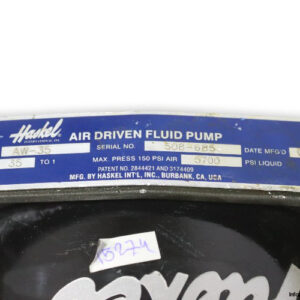 Haskel
AIR DRIVEN FLUID PUMP
AW-35 SERIAL NO. 508-685 DATE MFG'D
35 TO 1 MAX. PRESS 150 PSI AIR 5700 PSI LIQUID
PATENT NO. 2844421 AND 3174409
MFG. BY HASKEL INT'L, INC., BURBANK, CA, USA